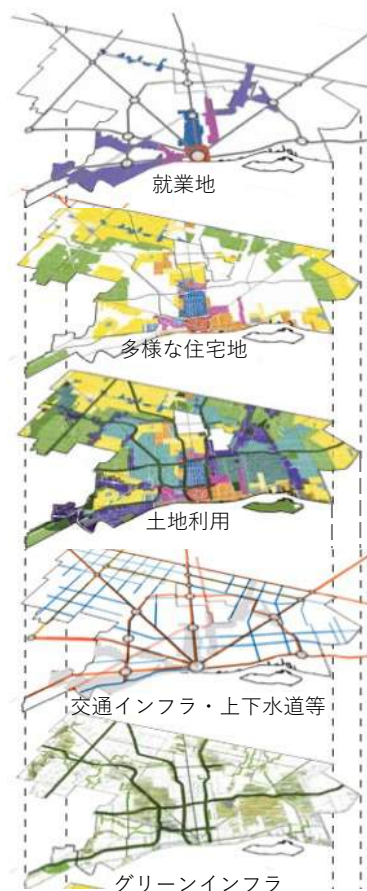 就業地
多様な住宅地
土地利用
交通インフラ・上下水道等
グリーンインフラ